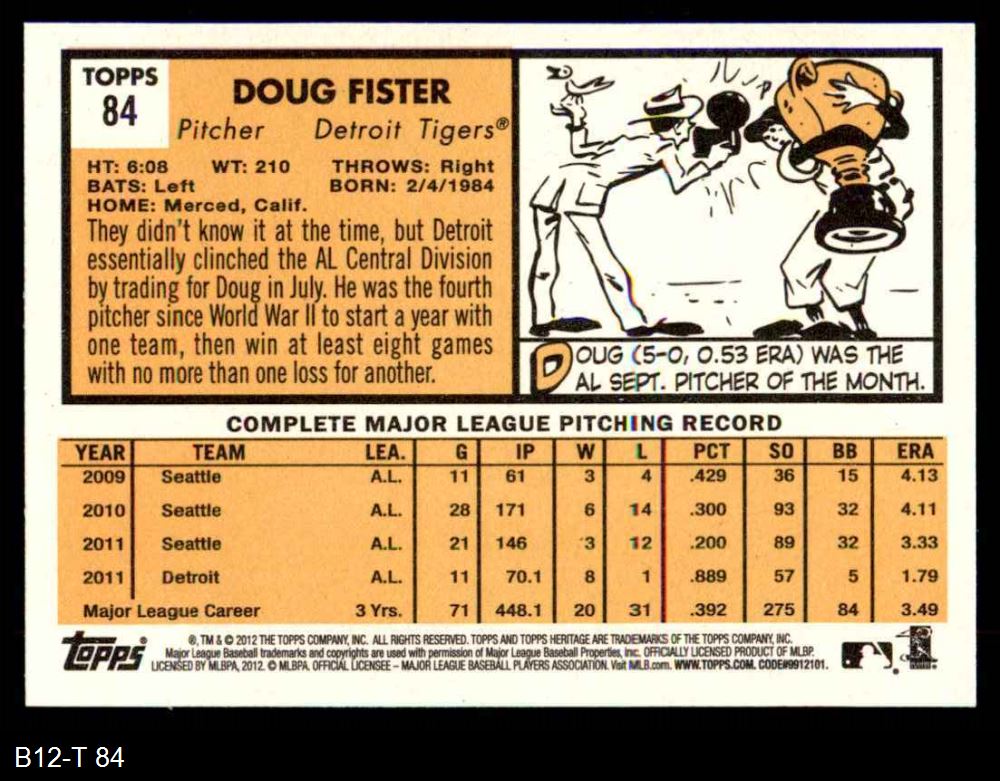 TOPPS
84
DOUG FISTER
Pitcher Detroit Tigers®
HT: 6:08 WT: 210 THROWS: Right
BATS: Left BORN: 2/4/1984
HOME: Merced, Calif.
They didn't know it at the time, but Detroit
essentially clinched the AL Central Division
by trading for Doug in July. He was the fourth
pitcher since World War II to start a year with
one team, then win at least eight games
with no more than one loss for another.
DOUG (5-0, 0.53 ERA) WAS THE
AL SEPT. PITCHER OF THE MONTH.
COMPLETE MAJOR LEAGUE PITCHING RECORD
YEAR TEAM LEA. G IP W L PCT SO BB ERA
2009 Seattle A.L. 11 61 3 4 .429 36 15 4.13
2010 Seattle A.L. 28 171 6 14 .300 93 32 4.11
2011 Seattle A.L. 21 146 3 12 .200 89 32 3.33
2011 Detroit A.L. 11 70.1 8 1 .889 57 5 1.79
Major League Career 3 Yrs. 71 448.1 20 31 .392 275 84 3.49
Topps®
®, TM & © 2012 THE TOPPS COMPANY, INC. ALL RIGHTS RESERVED. TOPPS AND TOPPS HERITAGE ARE TRADEMARKS OF THE TOPPS COMPANY, INC.
Major League Baseball trademarks and copyrights are used with permission of Major League Baseball Properties, Inc. OFFICIALLY LICENSED PRODUCT OF MLBP.
LICENSED BY MLBPA, 2012. © MLBPA. OFFICIAL LICENSEE – MAJOR LEAGUE BASEBALL PLAYERS ASSOCIATION. Visit MLB.com. WWW.TOPPS.COM. CODE#9912101.
B12-T 84